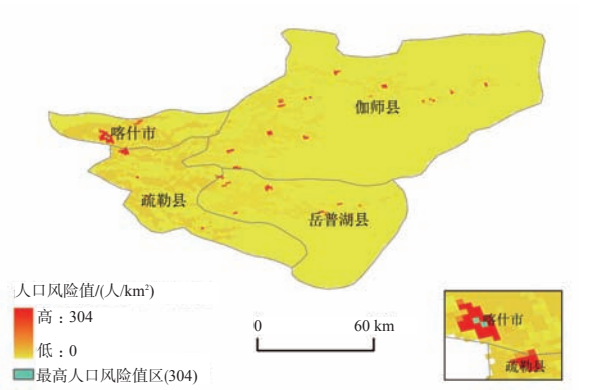 伽师县
喀什市
疏勒县
岳普湖县
人口风险值/(人/km²)
高：304
低：0
最高人口风险值区(304)
0 60 km
喀什市
疏勒县